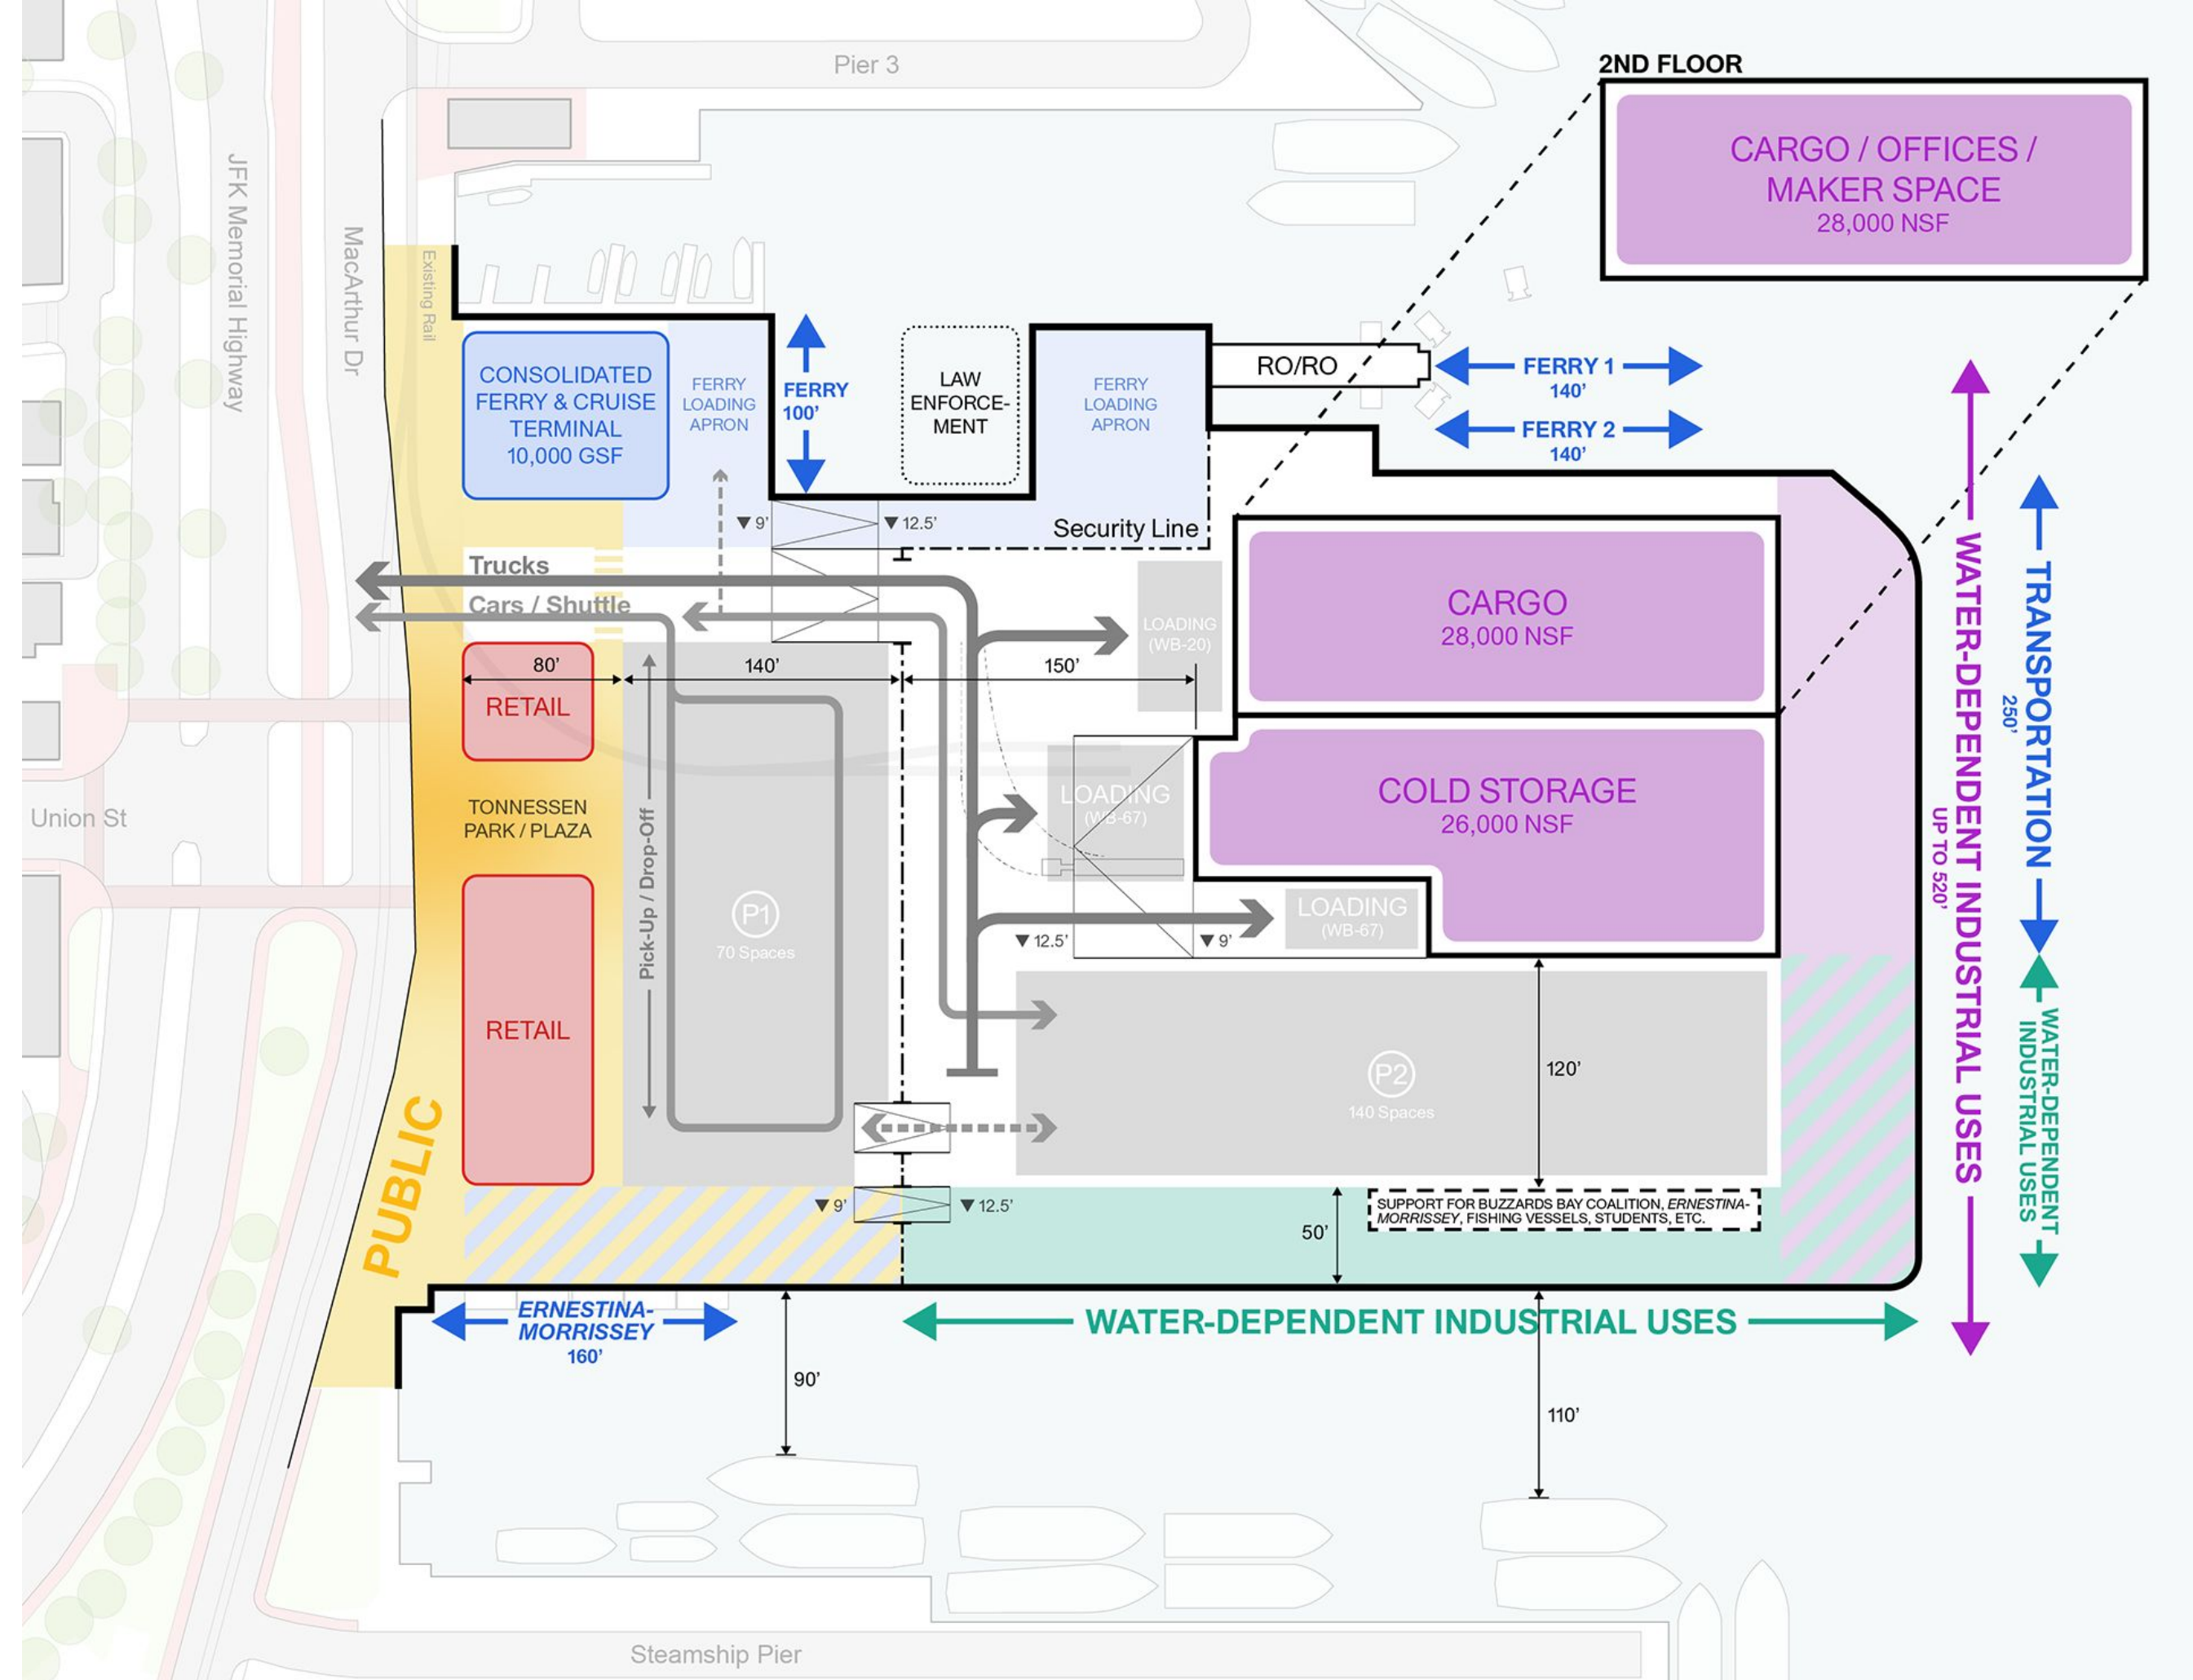 Pier 3
2ND FLOOR
CARGO / OFFICES /
MAKER SPACE
28,000 NSF
JFK Memorial Highway
MacArthur Dr
Existing Rail
CONSOLIDATED
FERRY & CRUISE
TERMINAL
10,000 GSF
FERRY
LOADING
APRON
FERRY
100'
LAW
ENFORCE-
MENT
FERRY
LOADING
APRON
RO/RO
FERRY 1
140'
FERRY 2
140'
▼ 9'
▼ 12.5'
Security Line
Trucks
Cars / Shuttle
LOADING
(WB-20)
CARGO
28,000 NSF
80'
140'
150'
RETAIL
LOADING
(WB-67)
COLD STORAGE
26,000 NSF
Union St
TONNESSEN
PARK / PLAZA
Pick-Up / Drop-Off
P1
70 Spaces
LOADING
(WB-67)
▼ 12.5'
▼ 9'
RETAIL
P2
140 Spaces
120'
PUBLIC
▼ 9'
▼ 12.5'
50'
SUPPORT FOR BUZZARDS BAY COALITION, ERNESTINA-
MORRISSEY, FISHING VESSELS, STUDENTS, ETC.
WATER-DEPENDENT INDUSTRIAL USES
UP TO 520'
TRANSPORTATION
250'
WATER-DEPENDENT
INDUSTRIAL USES
ERNESTINA-
MORRISSEY
160'
WATER-DEPENDENT INDUSTRIAL USES
90'
110'
Steamship Pier